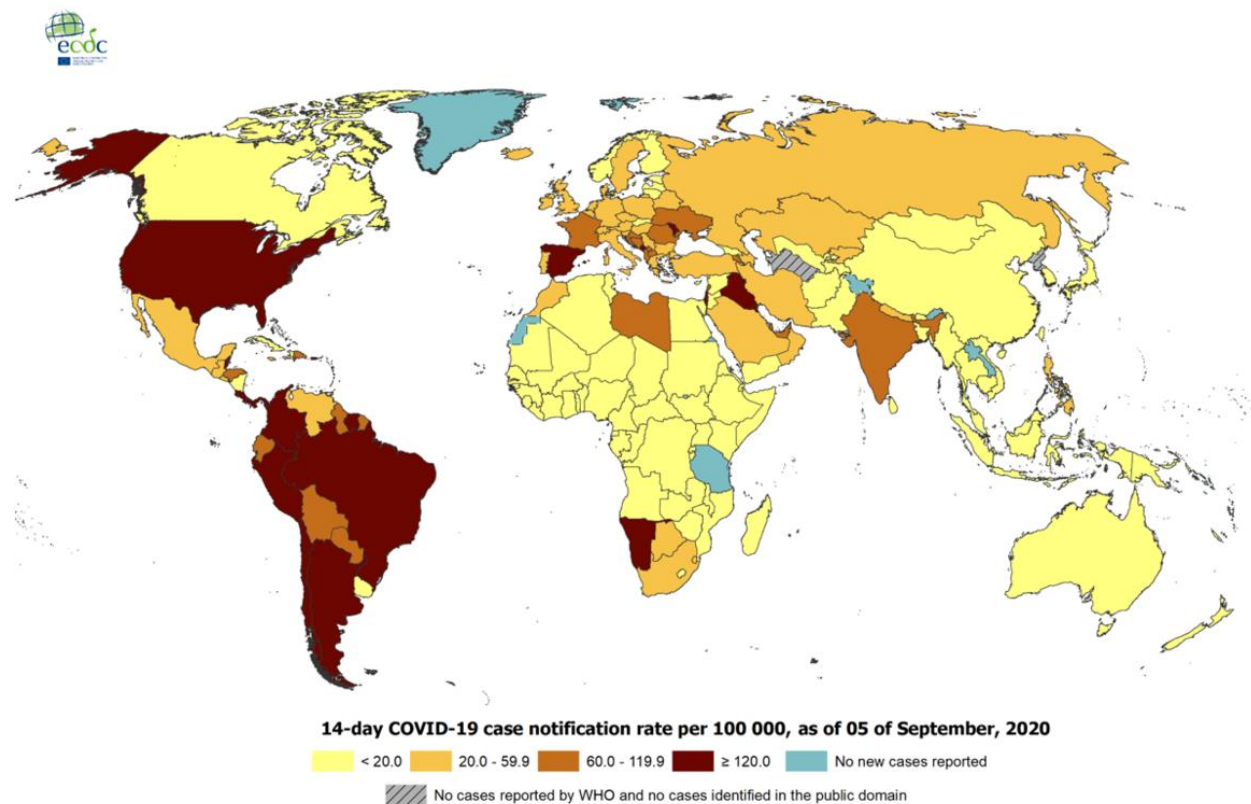 ecdc
14-day COVID-19 case notification rate per 100 000, as of 05 of September, 2020
< 20.0 20.0 - 59.9 60.0 - 119.9 ≥ 120.0 No new cases reported
No cases reported by WHO and no cases identified in the public domain